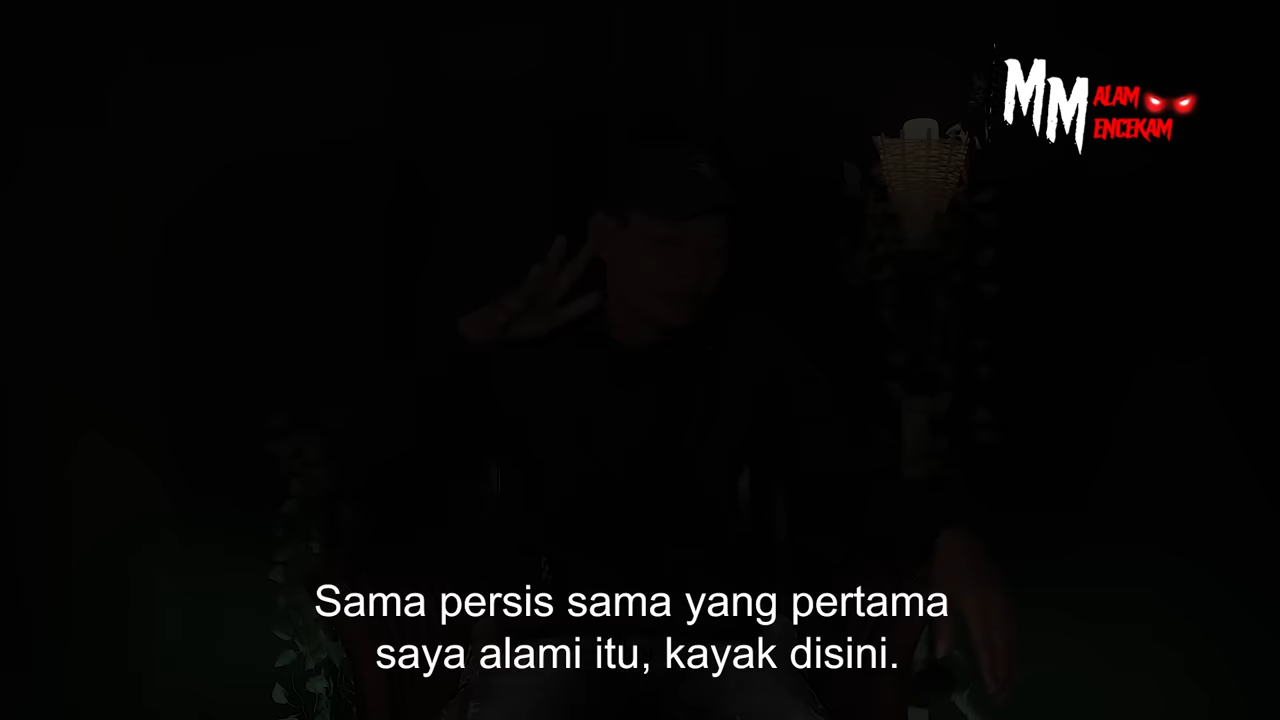 MM ALAM
ENCEKAM
Sama persis sama yang pertama
saya alami itu, kayak disini.